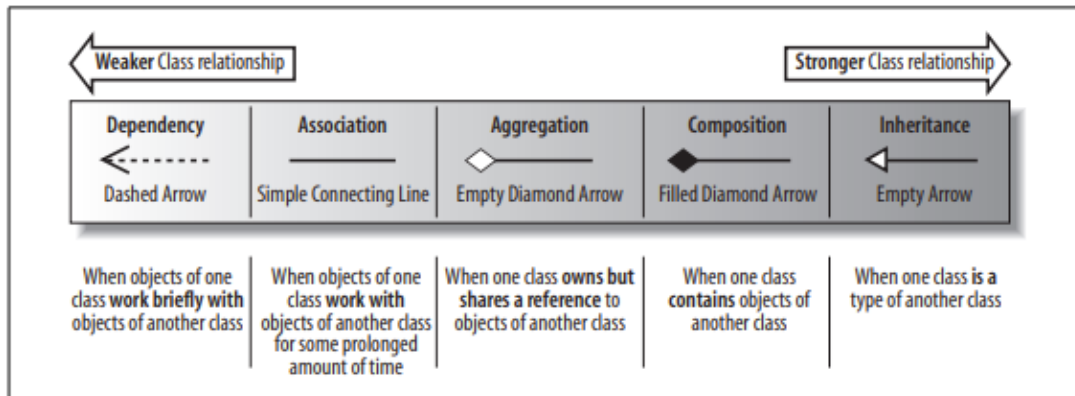 Weaker Class relationship
Stronger Class relationship
Dependency
Dashed Arrow
Association
Simple Connecting Line
Aggregation
Empty Diamond Arrow
Composition
Filled Diamond Arrow
Inheritance
Empty Arrow
When objects of one
class work briefly with
objects of another class
When objects of one
class work with
objects of another class
for some prolonged
amount of time
When one class owns but
shares a reference to
objects of another class
When one class
contains objects of
another class
When one class is a
type of another class